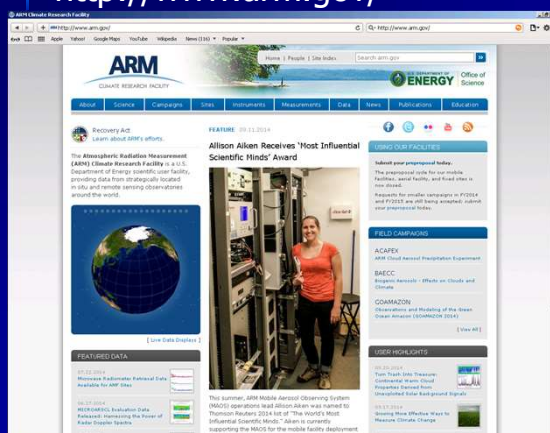 http://www.arm.gov/
ARM Climate Research Facility
http://www.arm.gov/
Q- http://www.arm.gov/
Apple Yahoo! Google Maps YouTube Wikipedia News (116) ▾ Popular ▾
ARM
CLIMATE RESEARCH FACILITY
Home | People | Site Index
Search arm.gov
U.S. DEPARTMENT OF
ENERGY
Office of
Science
About Science Campaigns Sites Instruments Measurements Data News Publications Education
Recovery Act
Learn about ARM's efforts.
The Atmospheric Radiation Measurement
(ARM) Climate Research Facility is a U.S.
Department of Energy scientific user facility,
providing data from strategically located
in situ and remote sensing observatories
around the world.
[ Live Data Displays ]
FEATURED DATA
07.22.2014
Microwave Radiometer Retrieval Data
Available for AMF Sites
06.17.2014
MICROARSCL Evaluation Data
Released: Harnessing the Power of
Radar Doppler Spectra
FEATURE 09.11.2014
Allison Aiken Receives 'Most Influential
Scientific Minds' Award
This summer, ARM Mobile Aerosol Observing System
(MAOS) operations lead Allison Aiken was named to
Thomson Reuters 2014 list of "The World's Most
Influential Scientific Minds." Aiken is currently
supporting the MAOS for the mobile facility deployment
USING OUR FACILITIES
Submit your preproposal today.
The preproposal cycle for our mobile
facilities, aerial facility, and fixed sites is
now closed.
Requests for smaller campaigns in FY2014
and FY2015 are still being accepted; submit
your preproposal today.
FIELD CAMPAIGNS
ACAPEX
ARM Cloud Aerosol Precipitation Experiment
BAECC
Biogenic Aerosols - Effects on Clouds and
Climate
GOAMAZON
Observations and Modeling of the Green
Ocean Amazon (GOAMAZON 2014)
[ View All ]
USER HIGHLIGHTS
Turn Trash Into Treasure:
Continental Warm Cloud
Properties Derived from
Unexploited Solar Background Signals
Growing More Effective Ways to
Measure Climate Change